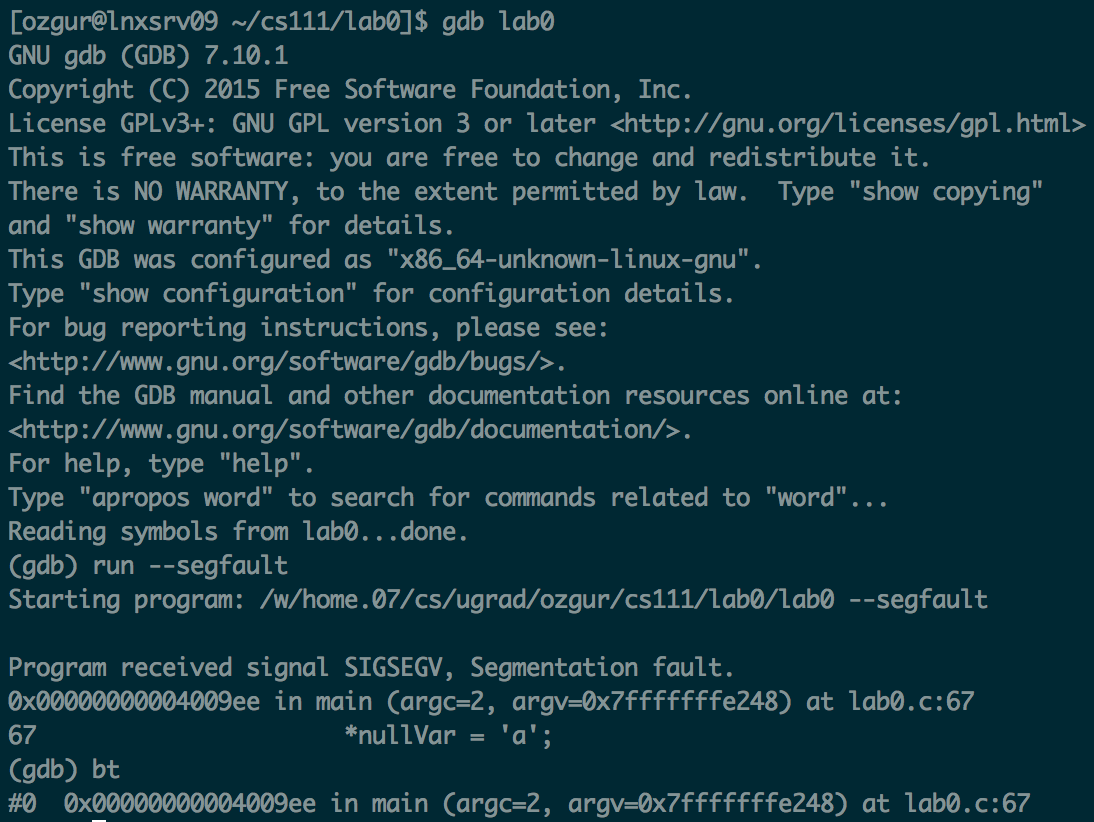 [ozgur@lnxsrv09 ~/cs111/lab0]$ gdb lab0
GNU gdb (GDB) 7.10.1
Copyright (C) 2015 Free Software Foundation, Inc.
License GPLv3+: GNU GPL version 3 or later <http://gnu.org/licenses/gpl.html>
This is free software: you are free to change and redistribute it.
There is NO WARRANTY, to the extent permitted by law.  Type "show copying"
and "show warranty" for details.
This GDB was configured as "x86_64-unknown-linux-gnu".
Type "show configuration" for configuration details.
For bug reporting instructions, please see:
<http://www.gnu.org/software/gdb/bugs/>.
Find the GDB manual and other documentation resources online at:
<http://www.gnu.org/software/gdb/documentation/>.
For help, type "help".
Type "apropos word" to search for commands related to "word"...
Reading symbols from lab0...done.
(gdb) run --segfault
Starting program: /w/home.07/cs/ugrad/ozgur/cs111/lab0/lab0 --segfault

Program received signal SIGSEGV, Segmentation fault.
0x00000000004009ee in main (argc=2, argv=0x7fffffffe248) at lab0.c:67
67                      *nullVar = 'a';
(gdb) bt
#0  0x00000000004009ee in main (argc=2, argv=0x7fffffffe248) at lab0.c:67